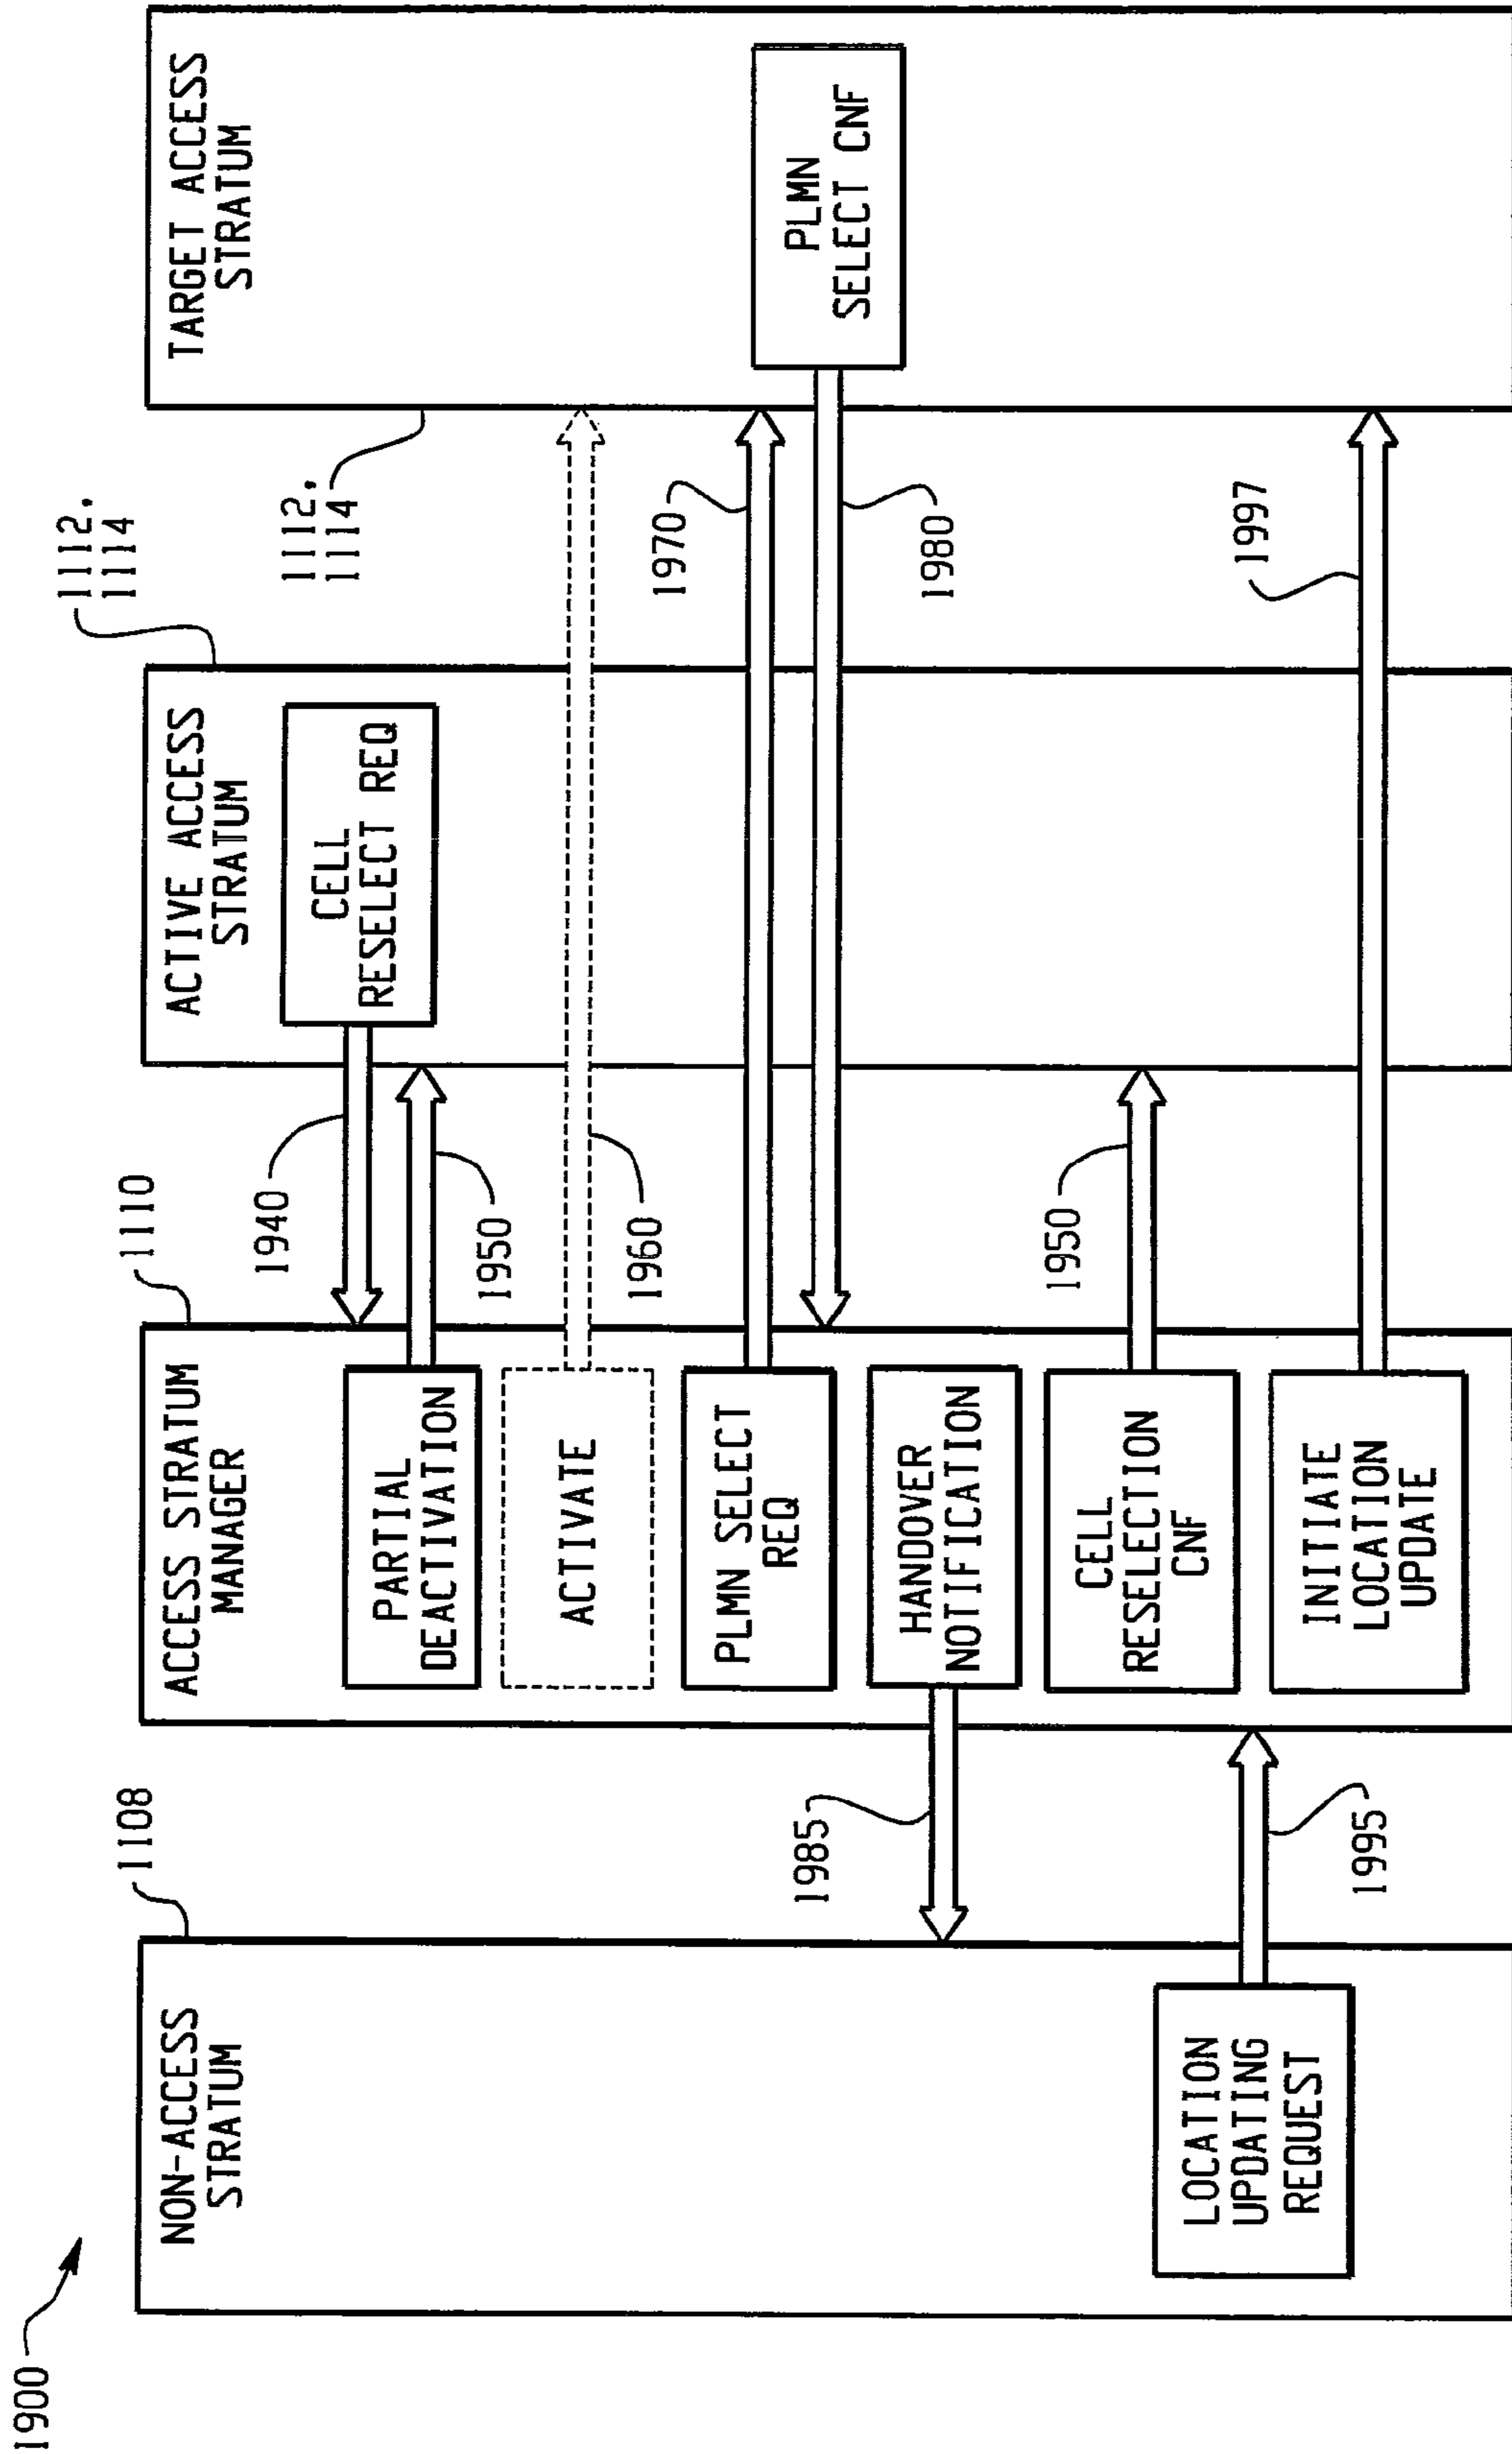 1900
NON-ACCESS
STRATUM
1108
LOCATION
UPDATING
REQUEST
1985
1995
ACCESS STRATUM
MANAGER
1110
PARTIAL
DEACTIVATION
ACTIVATE
PLMN SELECT
REQ
HANDOVER
NOTIFICATION
CELL
RESELECTION
CNF
INITIATE
LOCATION
UPDATE
1940
1950
1960
1950
ACTIVE ACCESS
STRATUM
1112,
1114
CELL
RESELECT REQ
1112,
1114
1970
1980
1997
TARGET ACCESS
STRATUM
PLMN
SELECT CNF